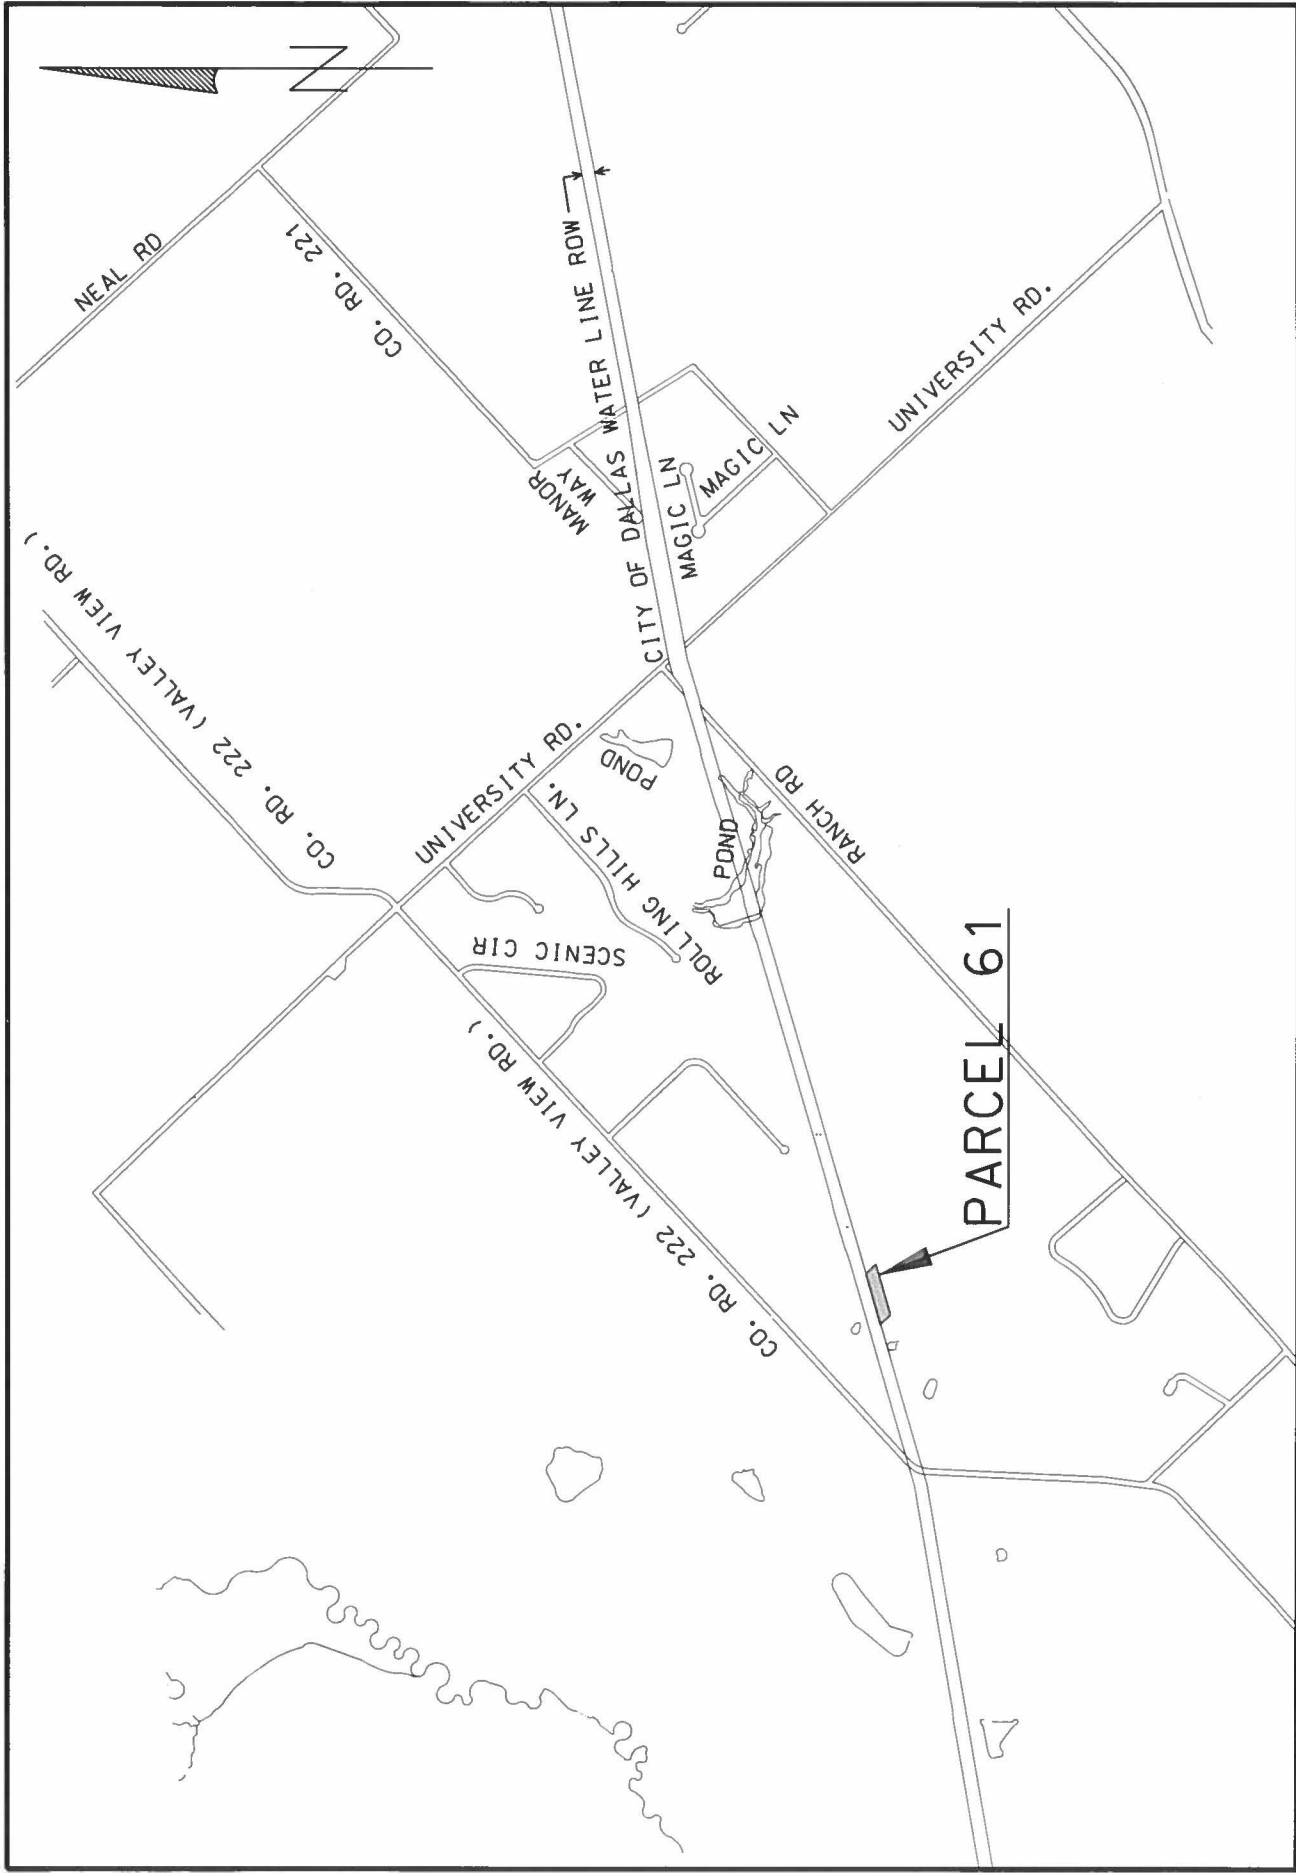 N
NEAL RD
CO. RD. 221
CITY OF DALLAS WATER LINE ROW
MANOR
WAY
MAGIC LN
MAGIC LN
UNIVERSITY RD.
CO. RD. 222 (VALLEY VIEW RD.)
UNIVERSITY RD.
POND
ROLLING HILLS LN.
SCENIC CIR
POND
RANCH RD
CO. RD. 222 (VALLEY VIEW RD.)
PARCEL 61